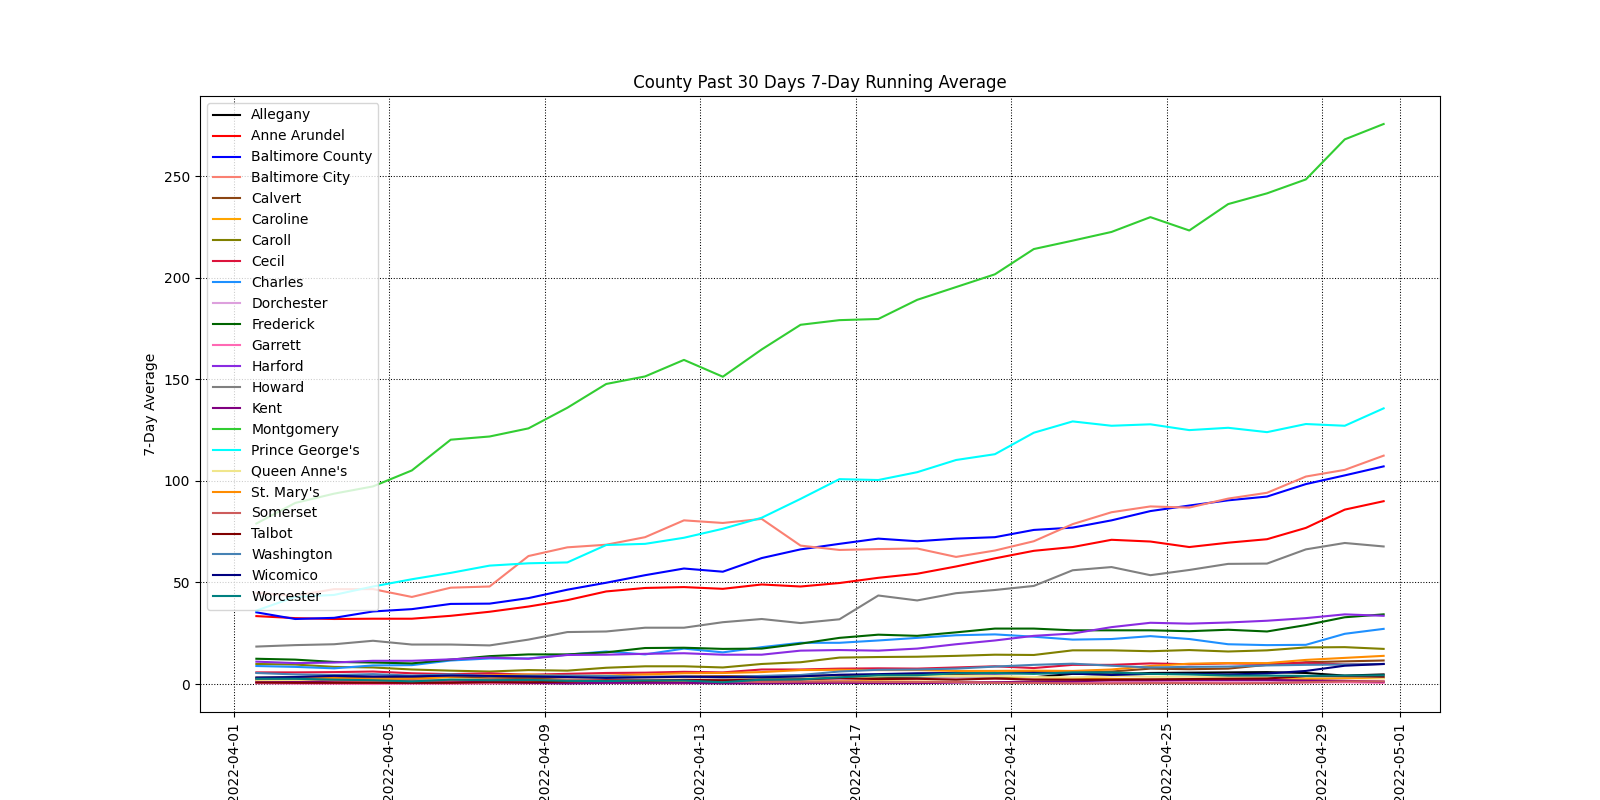 County Past 30 Days 7-Day Running Average
Allegany
Anne Arundel
Baltimore County
Baltimore City
Calvert
Caroline
Caroll
Cecil
Charles
Dorchester
Frederick
Garrett
Harford
Howard
Kent
Montgomery
Prince George's
Queen Anne's
St. Mary's
Somerset
Talbot
Washington
Wicomico
Worcester
7-Day Average
250
200
150
100
50
0
2022-04-01
2022-04-05
2022-04-09
2022-04-13
2022-04-17
2022-04-21
2022-04-25
2022-04-29
2022-05-01